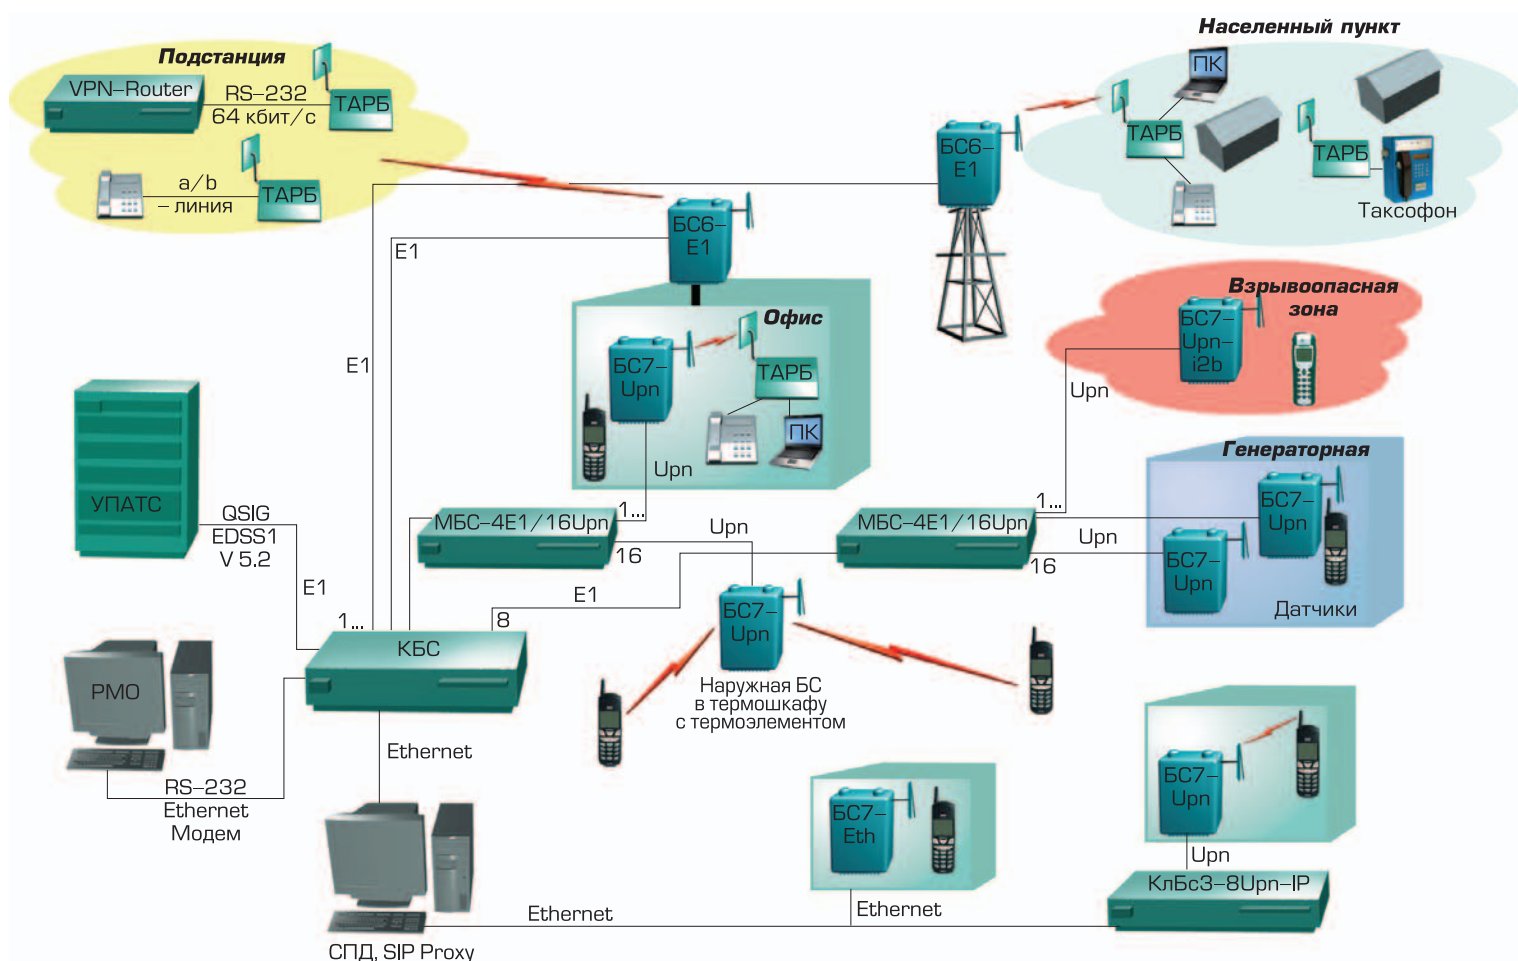 Подстанция
VPN–Router
RS–232
64 кбит/с
ТАРБ
a/b
– линия
ТАРБ
Населенный пункт
ПК
ТАРБ
ТАРБ
Таксофон
БС6–
E1
БС6–
E1
E1
E1
Офис
БС7–
Upn
ТАРБ
ПК
Upn
Взрывоопасная
зона
БС7–
Upn–
i2b
Upn
Генераторная
БС7–
Upn
БС7–
Upn
Датчики
УПАТС
QSIG
EDSS1
V 5.2
E1
МБС–4E1/16Upn
1...
16
Upn
МБС–4E1/16Upn
1...
16
Upn
E1
1...
8
КБС
БС7–
Upn
Наружная БС
в термошкафу
с термоэлементом
РМО
RS–232
Ethernet
Модем
Ethernet
СПД, SIP Proxy
Ethernet
БС7–
Eth
Ethernet
БС7–
Upn
Upn
КлБс3–8Upn–IP